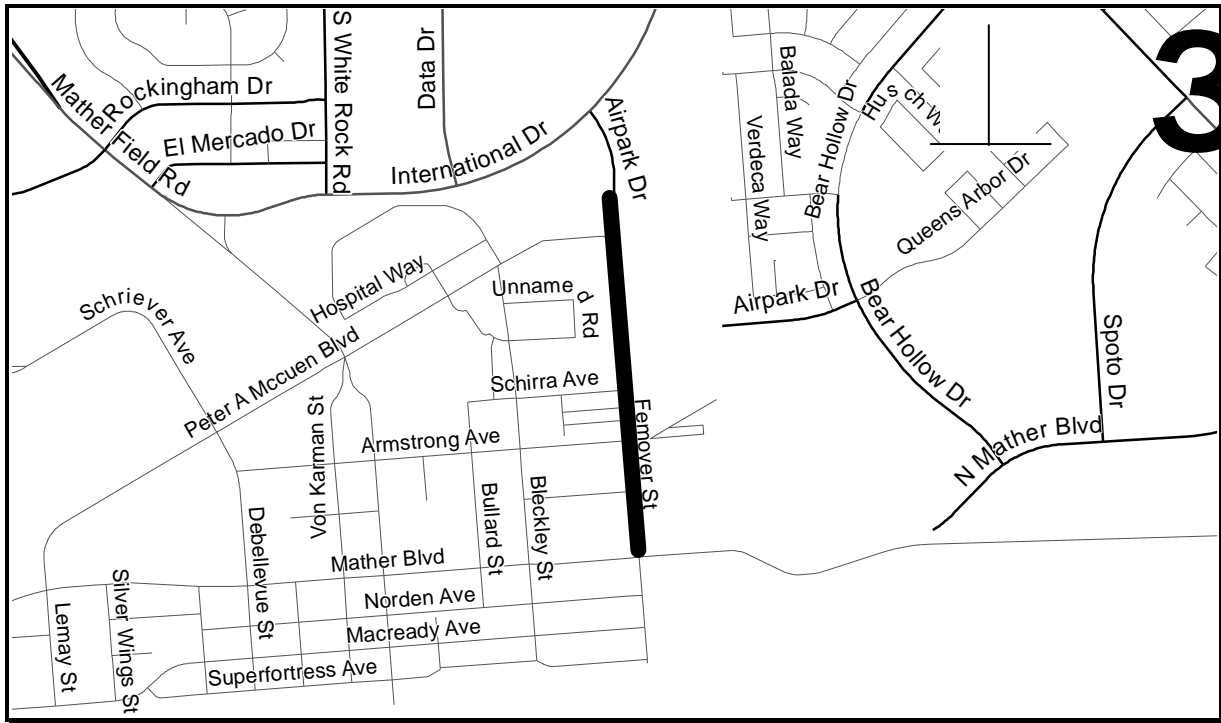 S White Rock Rd
Data Dr
3
Rockingham Dr
Mather Field Rd
El Mercado Dr
International Dr
Airpark Dr
Balada Way
Verdeca Way
Bear Hollow Dr
Hus ch W
Queens Arbor Dr
Hospital Way
Schriever Ave
Unname
d Rd
Airpark Dr
Bear Hollow Dr
Spoto Dr
Peter A Mccuen Blvd
Schirra Ave
Von Karman St
Armstrong Ave
Femoyer St
N Mather Blvd
Bullard St
Bleckley St
Debellevue St
Mather Blvd
Silver Wings St
Norden Ave
Lemay St
Macready Ave
Superfortress Ave